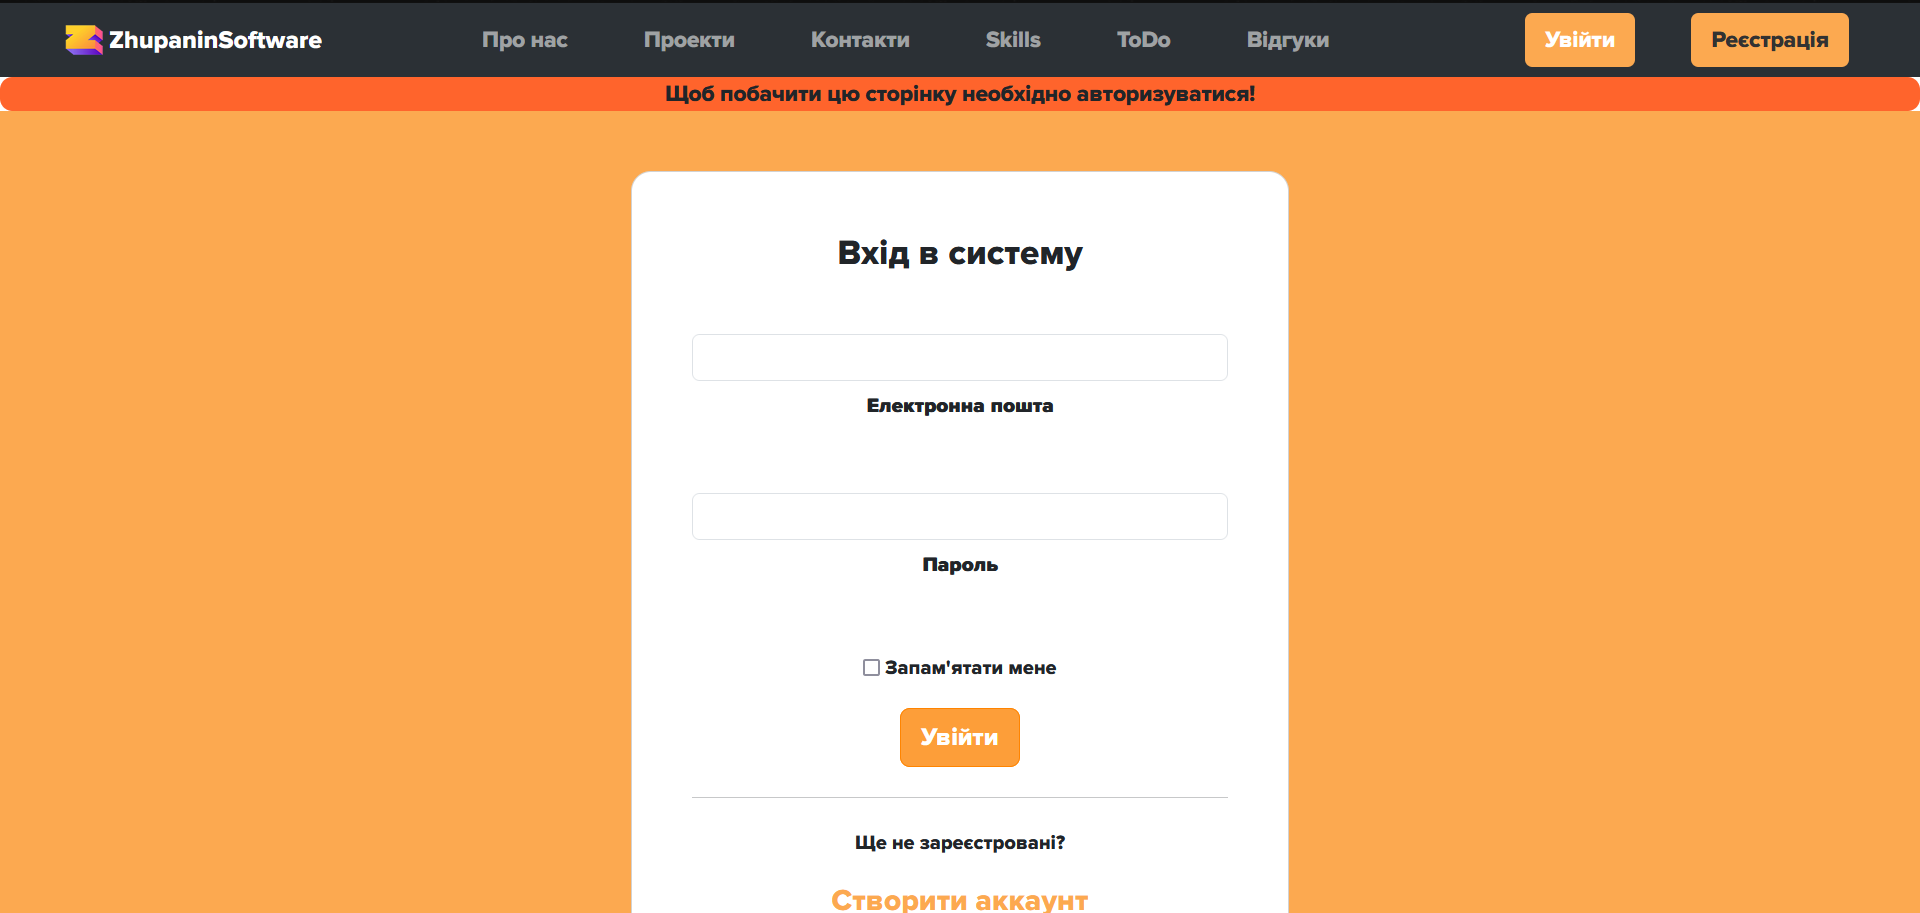 ZhupaninSoftware Про нас Проекти Контакти Skills ToDo Відгуки Увійти Реєстрація
Щоб побачити цю сторінку необхідно авторизуватися!
Вхід в систему
Електронна пошта
Пароль
Запам'ятати мене
Увійти
Ще не зареєстровані?
Створити аккаунт